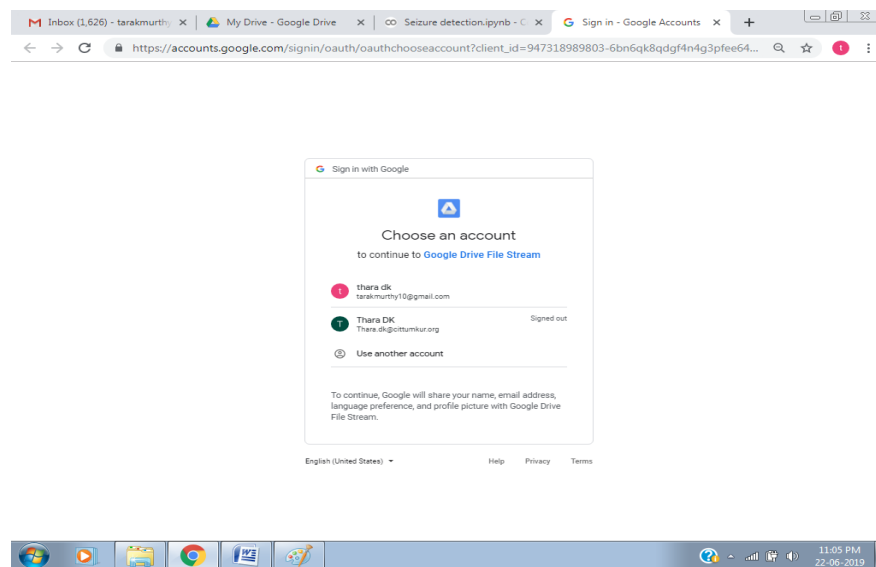 Inbox (1,626) - tarakmurthy
My Drive - Google Drive
Seizure detection.ipynb - C
Sign in - Google Accounts
https://accounts.google.com/signin/oauth/oauthchooseaccount?client_id=947318989803-6bn6qk8qdgf4n4g3pfee64...
t
Sign in with Google
Choose an account
to continue to Google Drive File Stream
t
thara dk
tarakmurthy10@gmail.com
T
Thara DK
Signed out
Thara.dk@cittumkur.org
Use another account
To continue, Google will share your name, email address,
language preference, and profile picture with Google Drive
File Stream.
English (United States)
Help Privacy Terms
11:05 PM
22-06-2019